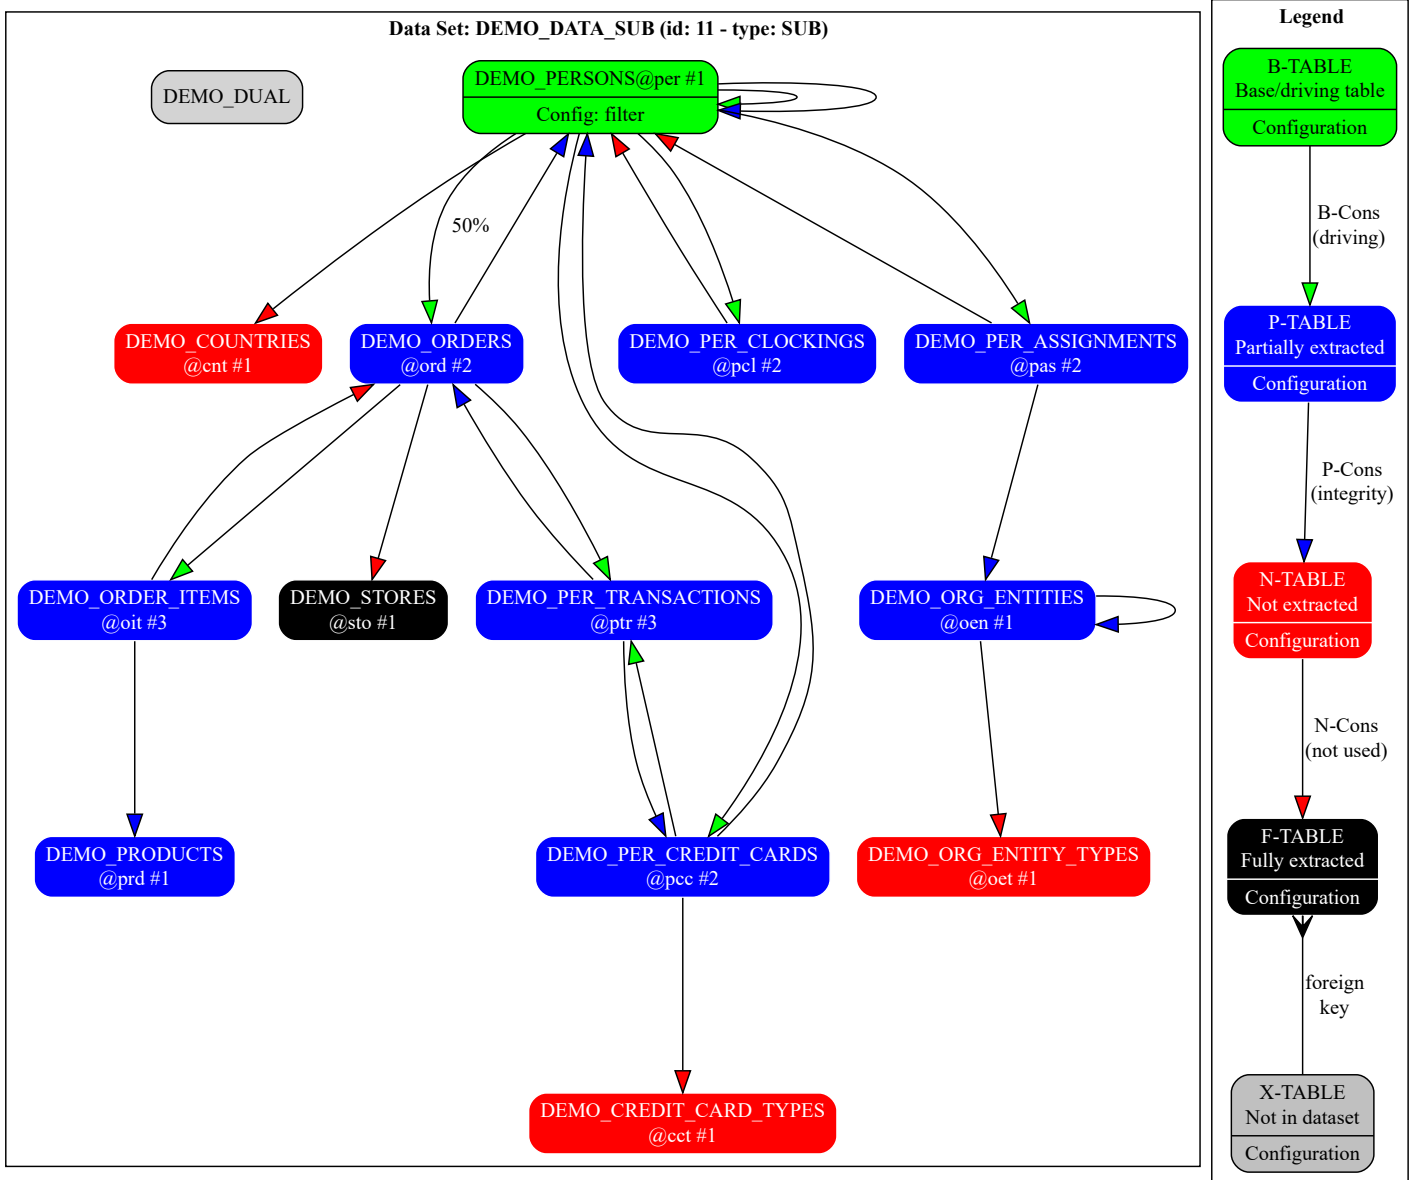 Data Set: DEMO_DATA_SUB (id: 11 - type: SUB)
DEMO_DUAL
DEMO_PERSONS@per #1
Config: filter
50%
DEMO_COUNTRIES
@cnt #1
DEMO_ORDERS
@ord #2
DEMO_PER_CLOCKINGS
@pcl #2
DEMO_PER_ASSIGNMENTS
@pas #2
DEMO_ORDER_ITEMS
@oit #3
DEMO_STORES
@sto #1
DEMO_PER_TRANSACTIONS
@ptr #3
DEMO_ORG_ENTITIES
@oen #1
DEMO_PRODUCTS
@prd #1
DEMO_PER_CREDIT_CARDS
@pcc #2
DEMO_ORG_ENTITY_TYPES
@oet #1
DEMO_CREDIT_CARD_TYPES
@cct #1
Legend
B-TABLE
Base/driving table
Configuration
B-Cons
(driving)
P-TABLE
Partially extracted
Configuration
P-Cons
(integrity)
N-TABLE
Not extracted
Configuration
N-Cons
(not used)
F-TABLE
Fully extracted
Configuration
foreign
key
X-TABLE
Not in dataset
Configuration